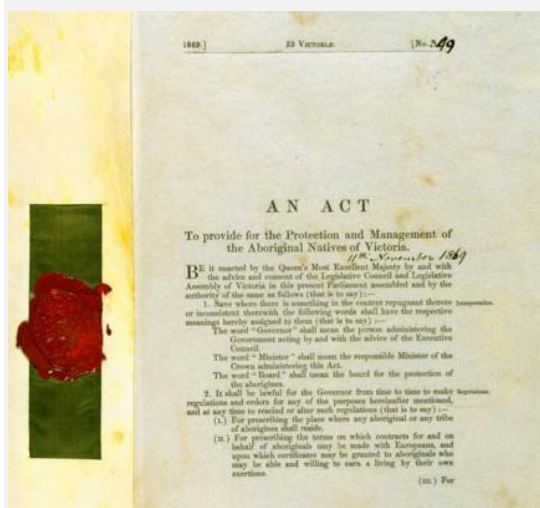 1869.] 33 VICTORIÆ. [No. 349
AN ACT
To provide for the Protection and Management of
the Aboriginal Natives of Victoria.
11th November 1869
BE it enacted by the Queen's Most Excellent Majesty by and with
the advice and consent of the Legislative Council and Legislative
Assembly of Victoria in this present Parliament assembled and by the
authority of the same as follows (that is to say):—
1. Save where there is something in the context repugnant thereto Interpretation.
or inconsistent therewith the following words shall have the respective
meanings hereby assigned to them (that is to say) :—
The word "Governor" shall mean the person administering the
Government acting by and with the advice of the Executive
Council.
The word "Minister" shall mean the responsible Minister of the
Crown administering this Act.
The word "Board" shall mean the board for the protection of
the aborigines.
2. It shall be lawful for the Governor from time to time to make Regulations.
regulations and orders for any of the purposes hereinafter mentioned,
and at any time to rescind or alter such regulations (that is to say) :—
(I.) For prescribing the place where any aboriginal or any tribe
of aborigines shall reside.
(II.) For prescribing the terms on which contracts for and on
behalf of aboriginals may be made with Europeans, and
upon which certificates may be granted to aboriginals who
may be able and willing to earn a living by their own
exertions.
(III.) For